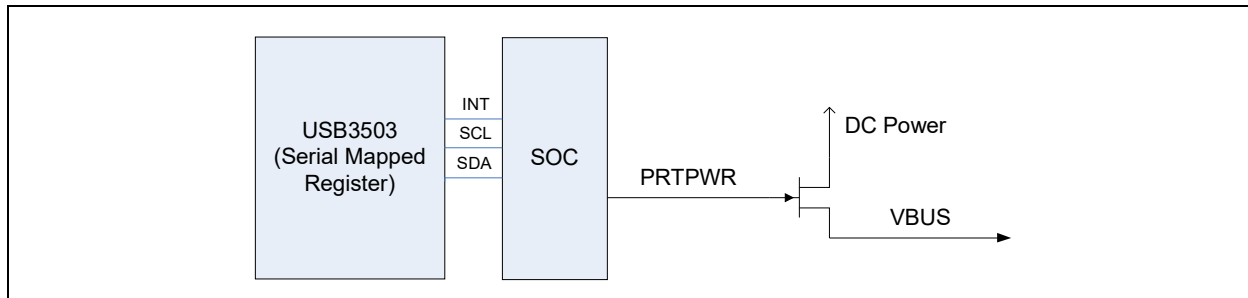 USB3503
(Serial Mapped
Register)
INT
SCL
SDA
SOC
PRTPWR
DC Power
VBUS